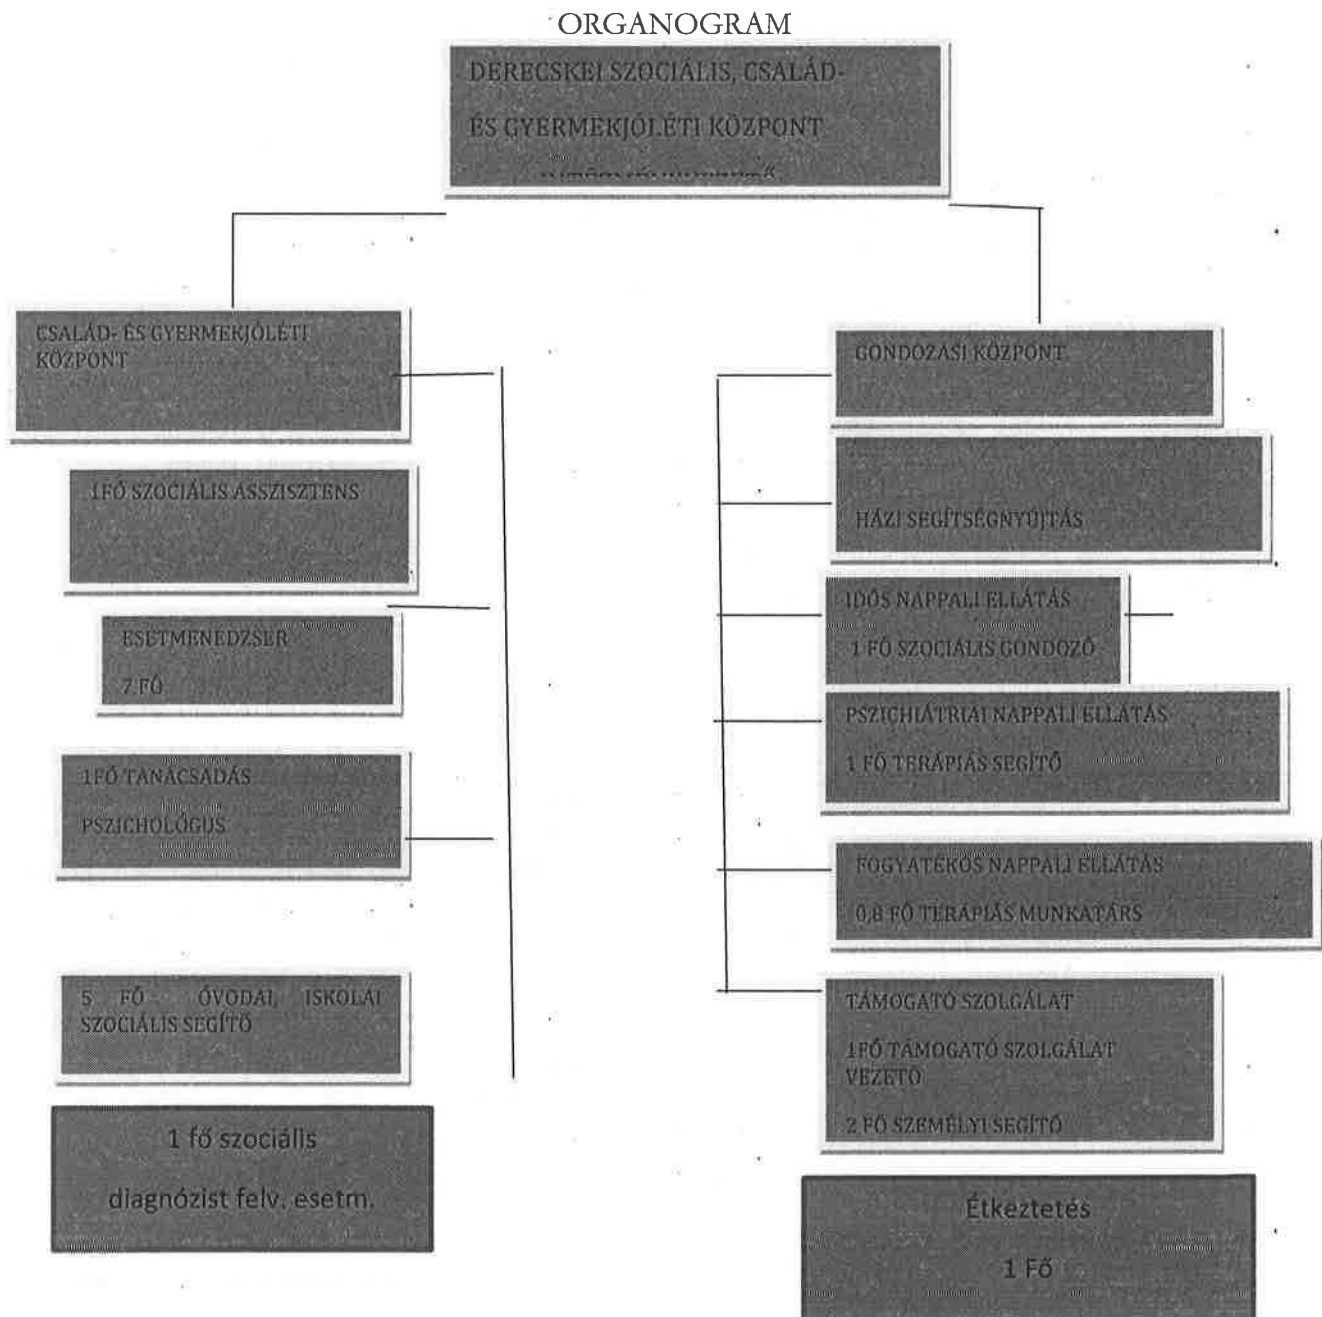 ORGANOGRAM
DERECSKEI SZOCIÁLIS, CSALÁD-
ÉS GYERMEKJÓLÉTI KÖZPONT
CSALÁD- ÉS GYERMEKJÓLÉTI
KÖZPONT
1FŐ SZOCIÁLIS ASSZISZTENS
ESETMENEDZSER
7 FŐ
1FŐ TANÁCSADÁS
PSZICHOLÓGUS
5 FŐ ÓVODAI, ISKOLAI
SZOCIÁLIS SEGÍTŐ
1 fő szociális
diagnózist felv. esetm.
GONDOZÁSI KÖZPONT
HÁZI SEGÍTSÉGNYÚJTÁS
IDŐS NAPPALI ELLÁTÁS
1 FŐ SZOCIÁLIS GONDOZÓ
PSZICHIÁTRIAI NAPPALI ELLÁTÁS
1 FŐ TERÁPIÁS SEGÍTŐ
FOGYATÉKOS NAPPALI ELLÁTÁS
0,8 FŐ TERÁPIÁS MUNKATÁRS
TÁMOGATÓ SZOLGÁLAT
1FŐ TÁMOGATÓ SZOLGÁLAT
VEZETŐ
2 FŐ SZEMÉLYI SEGÍTŐ
Étkeztetés
1 Fő